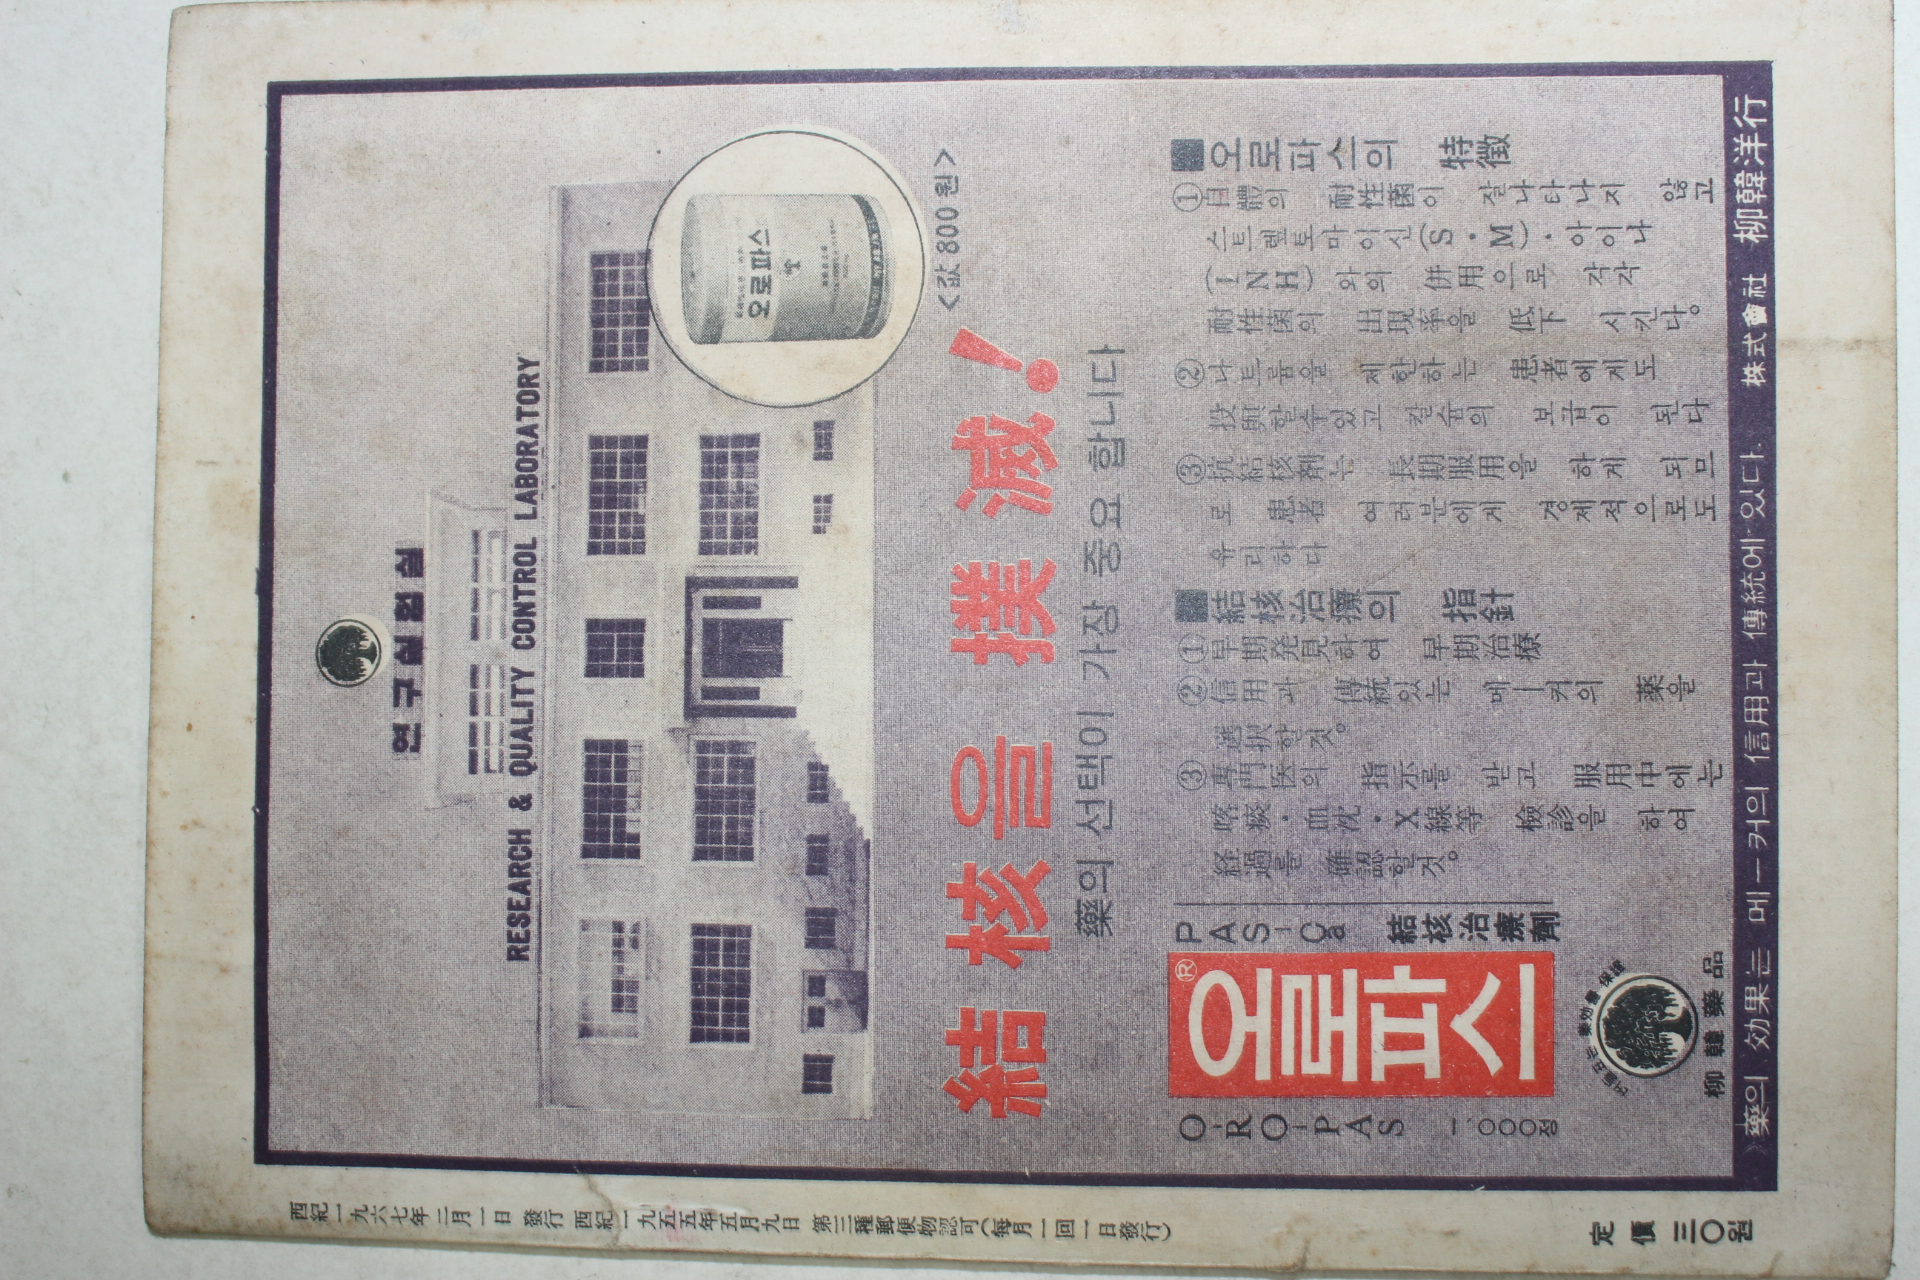 연구실험실
RESEARCH & QUALITY CONTROL LABORATORY
오로파스
<값 800원>
結核을 撲滅!
藥의 선택이 가장 중요 합니다
■오로파스의 特徵
①自體의 耐性菌이 잘나타나지 않고
스트렙토마이신(S·M)·아이나
(INH)와의 併用으로 각각
耐性菌의 出現率을 低下 시킨다。
②나트륨을 제한하는 患者에게도
投與할수있고 칼슘의 보급이 된다
③抗結核劑는 長期服用을 하게 되므
로 患者 여러분에게 경제적으로도
유리하다
■結核治療의 指針
①早期発見하여 早期治療
②信用과 傳統있는 메ー커의 藥을
選択할것。
③専門医의 指示를 받고 服用中에는
喀痰·血沈·X線等 檢診을 하여
経過를 確認할것。
PAS-Ca
結核治療劑
오로파스®
O-RO-PAS
一,○○○정
柳韓藥品
藥의 効果는 메ー커의 信用과 傳統에 있다. 株式會社 柳韓洋行
西紀一九六七年二月一日 發行 西紀一九五五年五月九日 第三種郵便物認可(每月一回一日發行)
定價 三○원